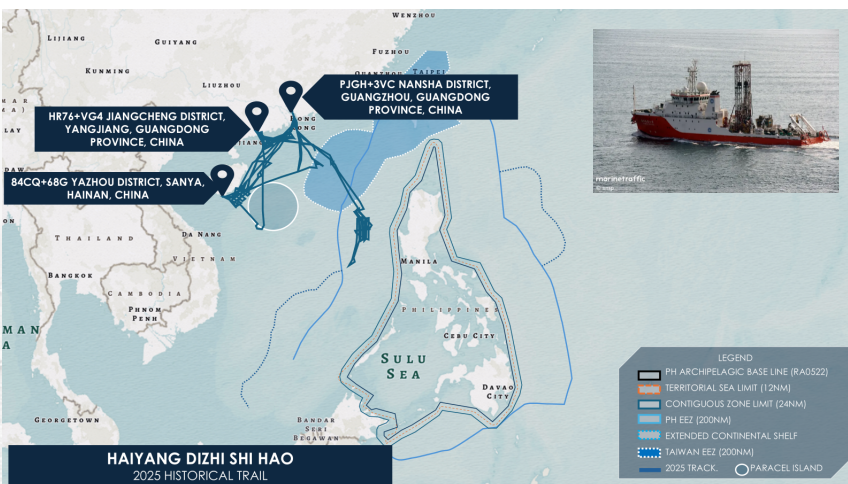 WENZHOU
LIJIANG
GUIYANG
FUZHOU
KUNMING
LIUZHOU
TAIPEI
PJGH+3VC NANSHA DISTRICT,
GUANGZHOU, GUANGDONG
PROVINCE, CHINA
HR76+VG4 JIANGCHENG DISTRICT,
YANGJIANG, GUANGDONG
PROVINCE, CHINA
84CQ+68G YAZHOU DISTRICT, SANYA,
HAINAN, CHINA
marinetraffic
DA NANG
THAILAND
VIETNAM
BANGKOK
CAMBODIA
PHNOM
PENH
MANILA
PHILIPPINES
CEBU CITY
SULU
SEA
DAVAO
CITY
GEORGETOWN
BANDAR
SERI
BEGAWAN
LEGEND
PH ARCHIPELAGIC BASE LINE (RA0522)
TERRITORIAL SEA LIMIT (12NM)
CONTIGUOUS ZONE LIMIT (24NM)
PH EEZ (200NM)
EXTENDED CONTINENTAL SHELF
TAIWAN EEZ (200NM)
2025 TRACK.
PARACEL ISLAND
HAIYANG DIZHI SHI HAO
2025 HISTORICAL TRAIL